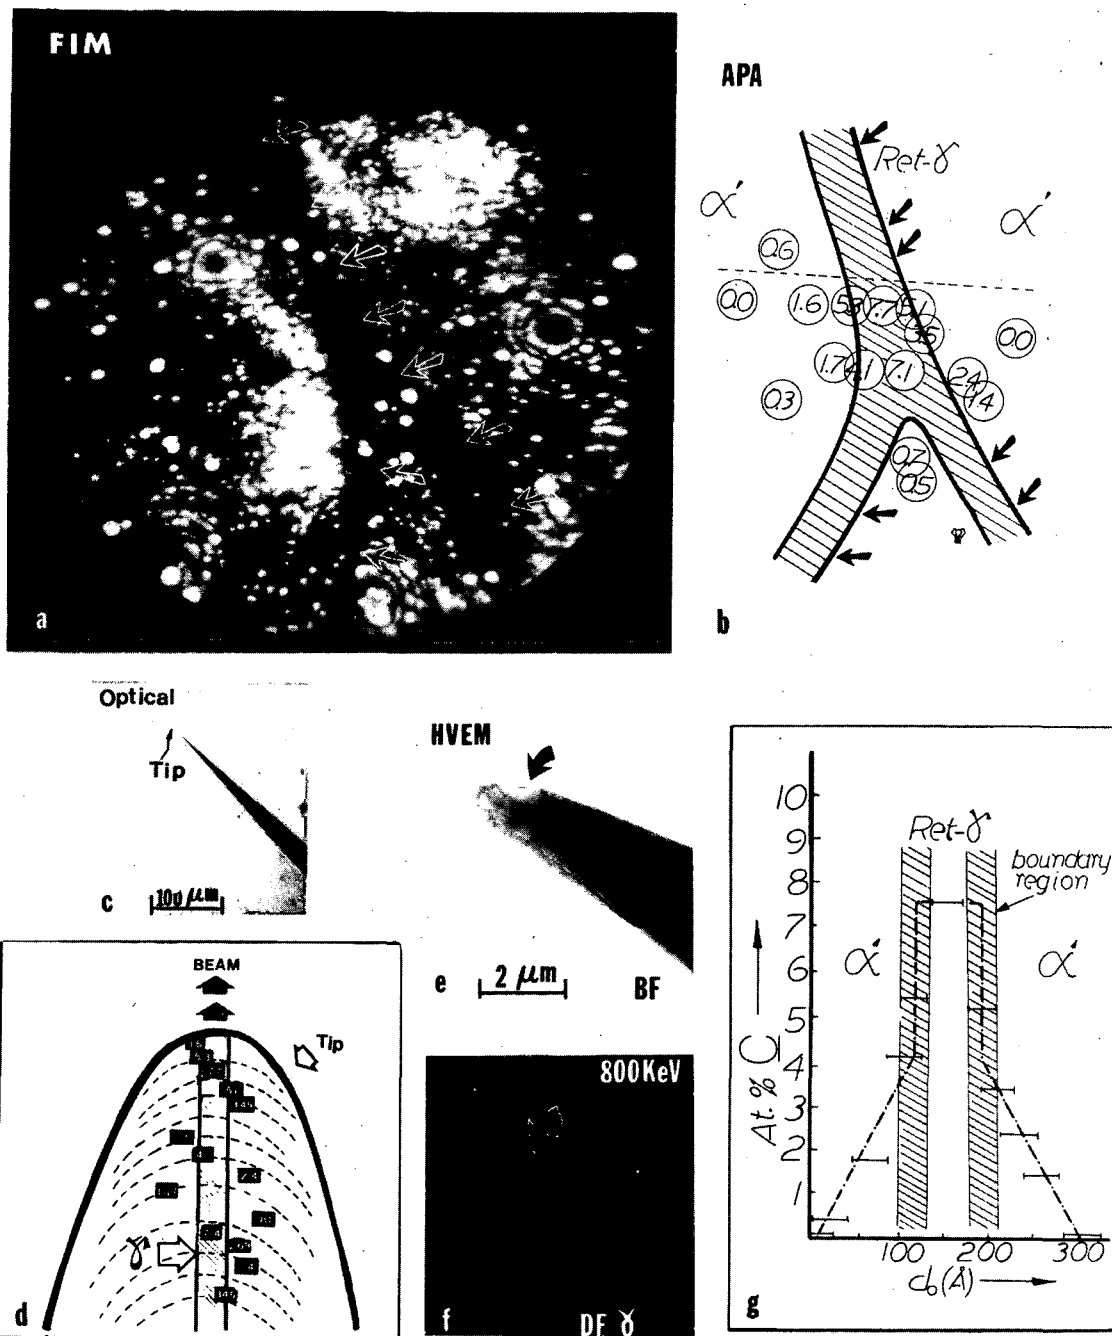 FIM
a
APA
Ret-γ
α'
α'
0.6
0.0
1.6
7.7
5.1
3.5
0.0
1.7
4.1
7.1
2.4
1.4
0.3
0.7
0.5
b
Optical
Tip
c
100 μm
HVEM
e
2 μm
BF
BEAM
Tip
γ
d
800KeV
f
DF γ
10
9
8
7
6
5
4
3
2
1
At. % C
Ret-γ
boundary
region
α'
α'
100
200
300
d₀(Å)
g